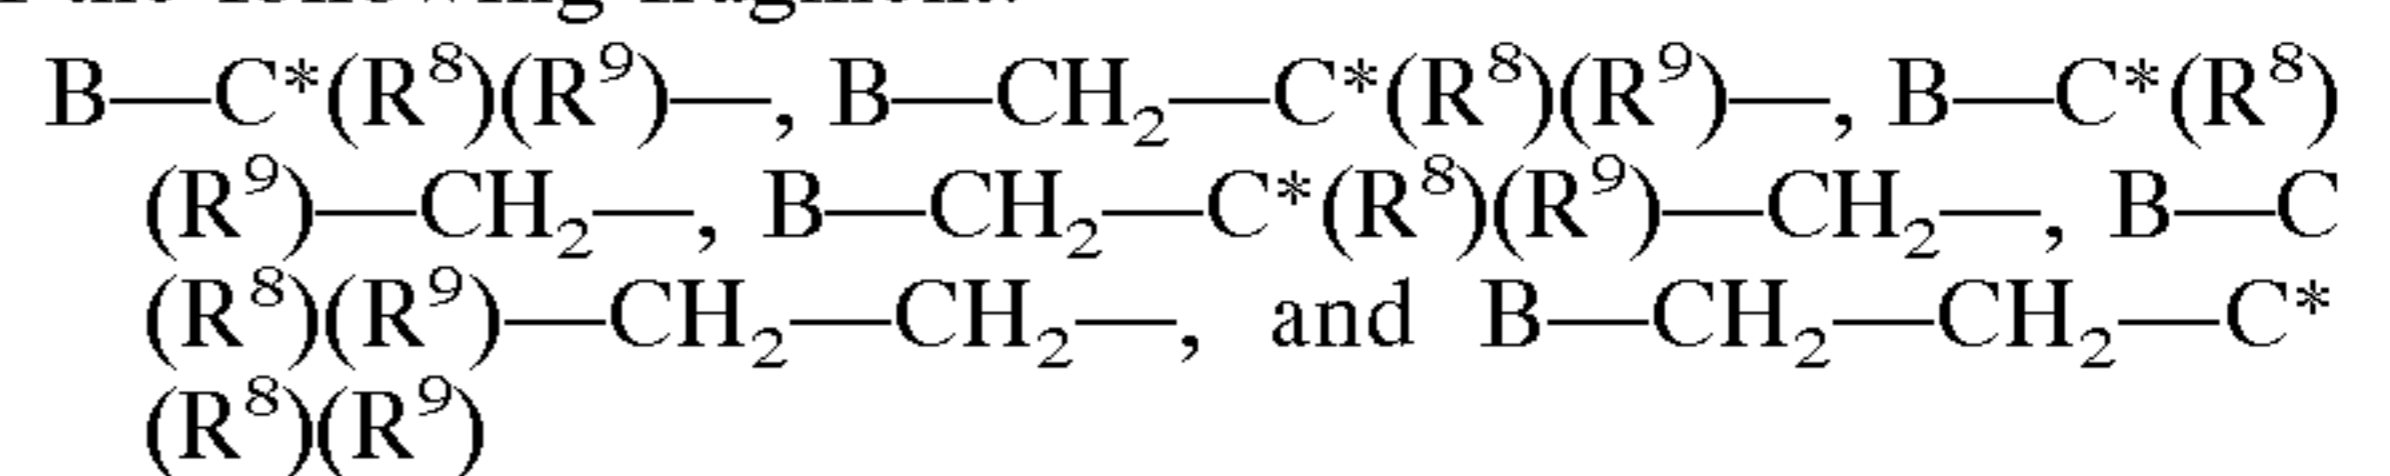 B—C*(R⁸)(R⁹)—, B—CH₂—C*(R⁸)(R⁹)—, B—C*(R⁸)
(R⁹)—CH₂—, B—CH₂—C*(R⁸)(R⁹)—CH₂—, B—C
(R⁸)(R⁹)—CH₂—CH₂—, and B—CH₂—CH₂—C*
(R⁸)(R⁹)